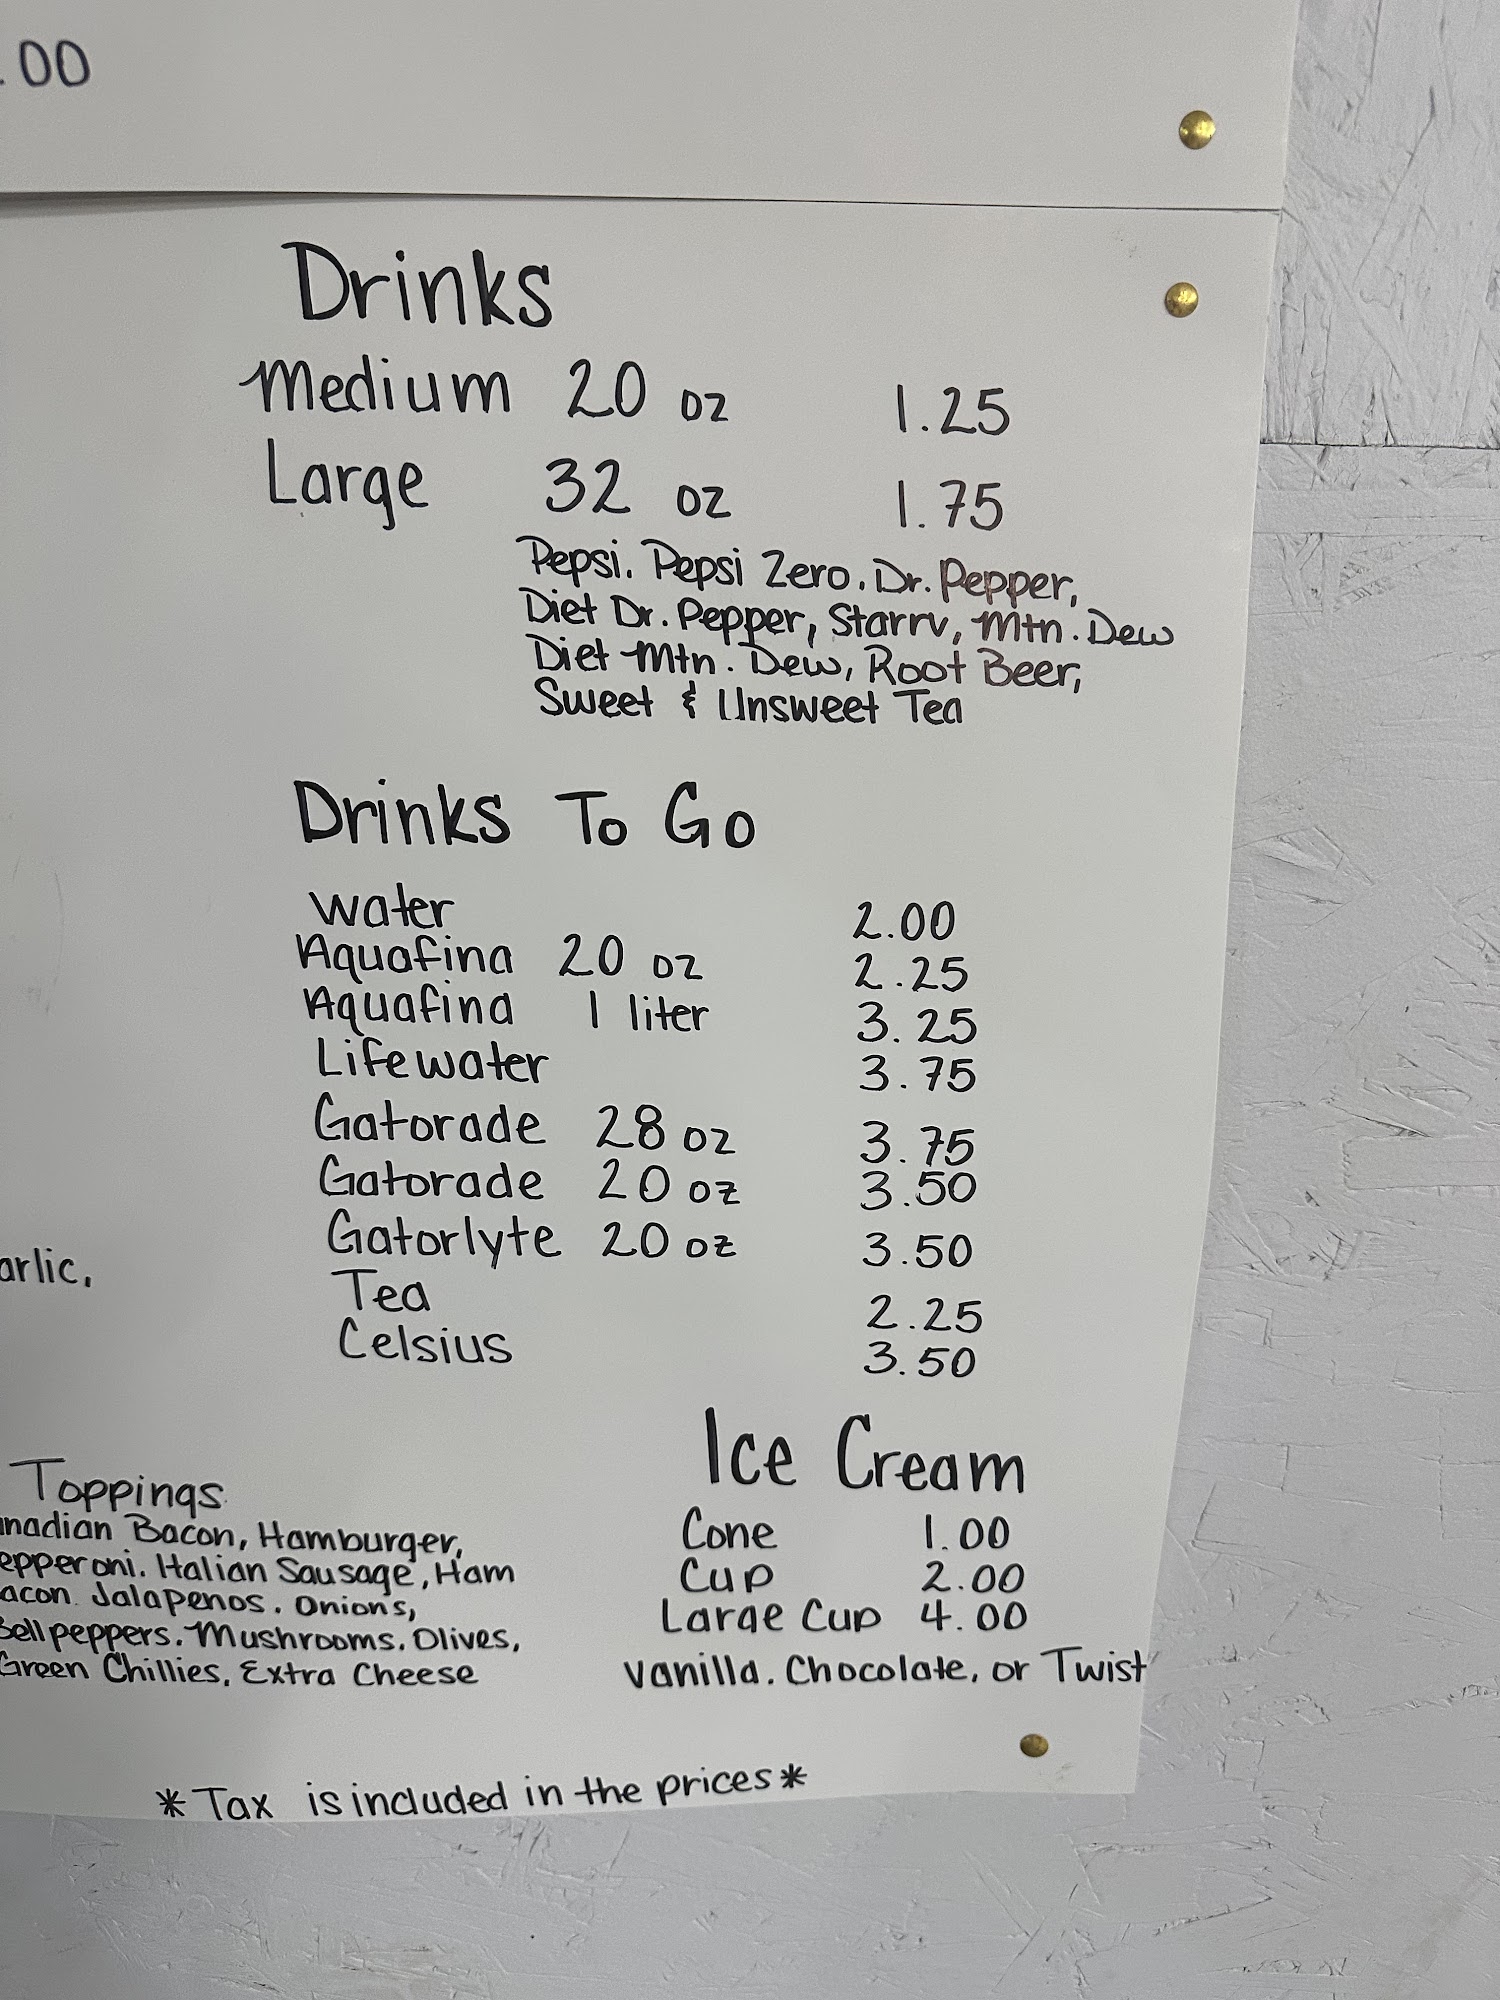 .00
Drinks
Medium 20 oz 1.25
Large 32 oz 1.75
Pepsi. Pepsi Zero. Dr. Pepper,
Diet Dr. Pepper, Starry, Mtn. Dew
Diet Mtn. Dew, Root Beer,
Sweet & Unsweet Tea
Drinks To Go
Water 2.00
Aquafina 20 oz 2.25
Aquafina 1 liter 3.25
Lifewater 3.75
Gatorade 28 oz 3.75
Gatorade 20 oz 3.50
Gatorlyte 20 oz 3.50
Tea 2.25
Celsius 3.50
arlic,
Toppings
nadian Bacon, Hamburger,
epperoni. Italian Sausage, Ham
acon. Jalapenos. Onions,
Bell peppers. Mushrooms. Olives,
Green Chillies, Extra Cheese
Ice Cream
Cone 1.00
Cup 2.00
Large Cup 4.00
Vanilla. Chocolate, or Twist
*Tax is included in the prices*